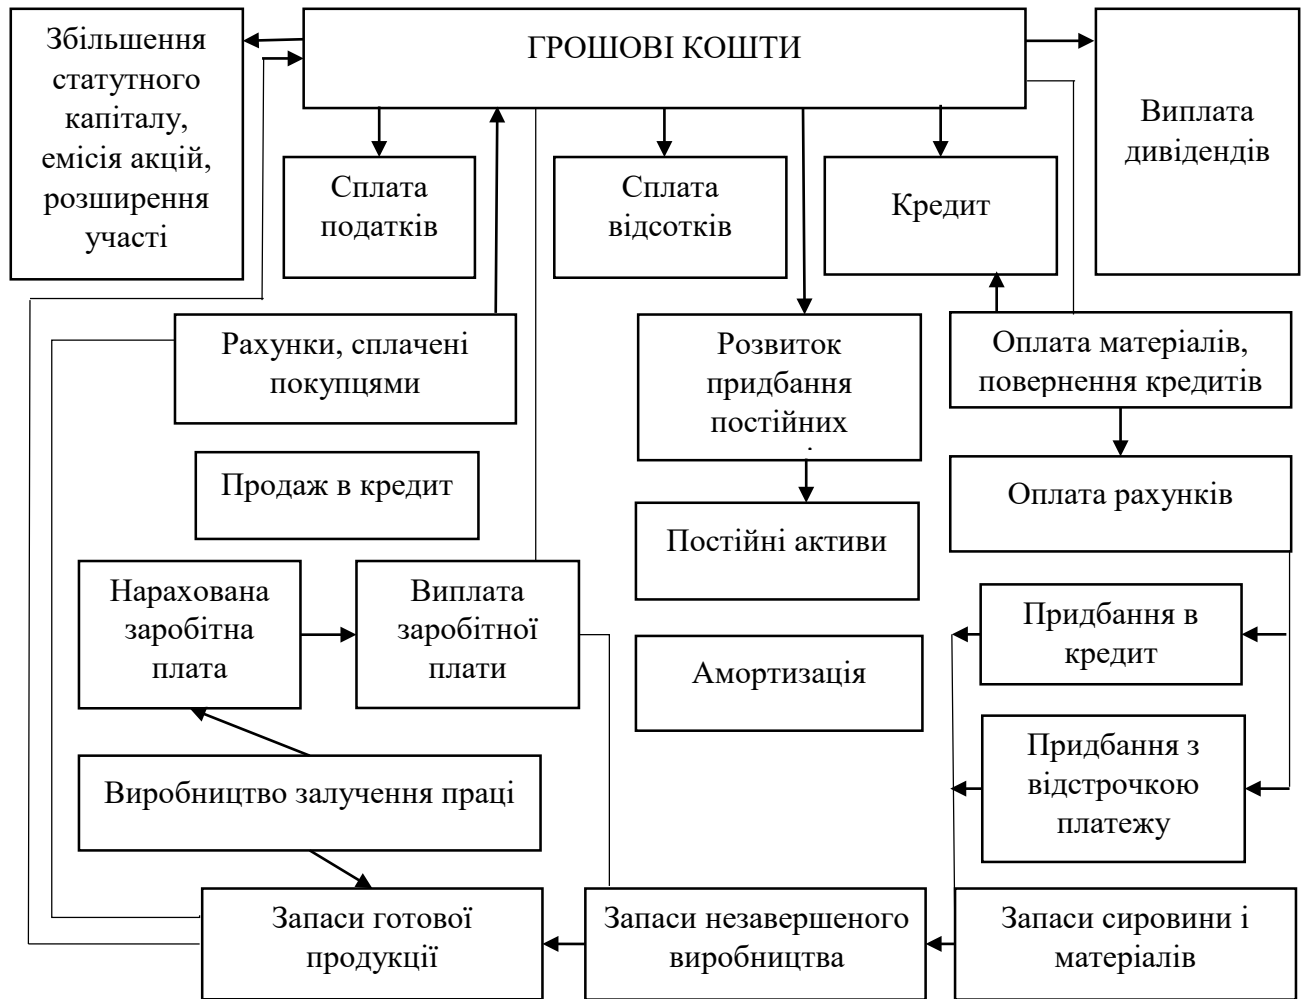 Збільшення
статутного
капіталу,
емісія акцій,
розширення
участі
ГРОШОВІ КОШТИ
Виплата
дивідендів
Сплата
податків
Сплата
відсотків
Кредит
Рахунки, сплачені
покупцями
Розвиток
придбання
постійних
Оплата матеріалів,
повернення кредитів
Продаж в кредит
Постійні активи
Оплата рахунків
Нарахована
заробітна
плата
Виплата
заробітної
плати
Амортизація
Придбання в
кредит
Виробництво залучення праці
Придбання з
відстрочкою
платежу
Запаси готової
продукції
Запаси незавершеного
виробництва
Запаси сировини і
матеріалів